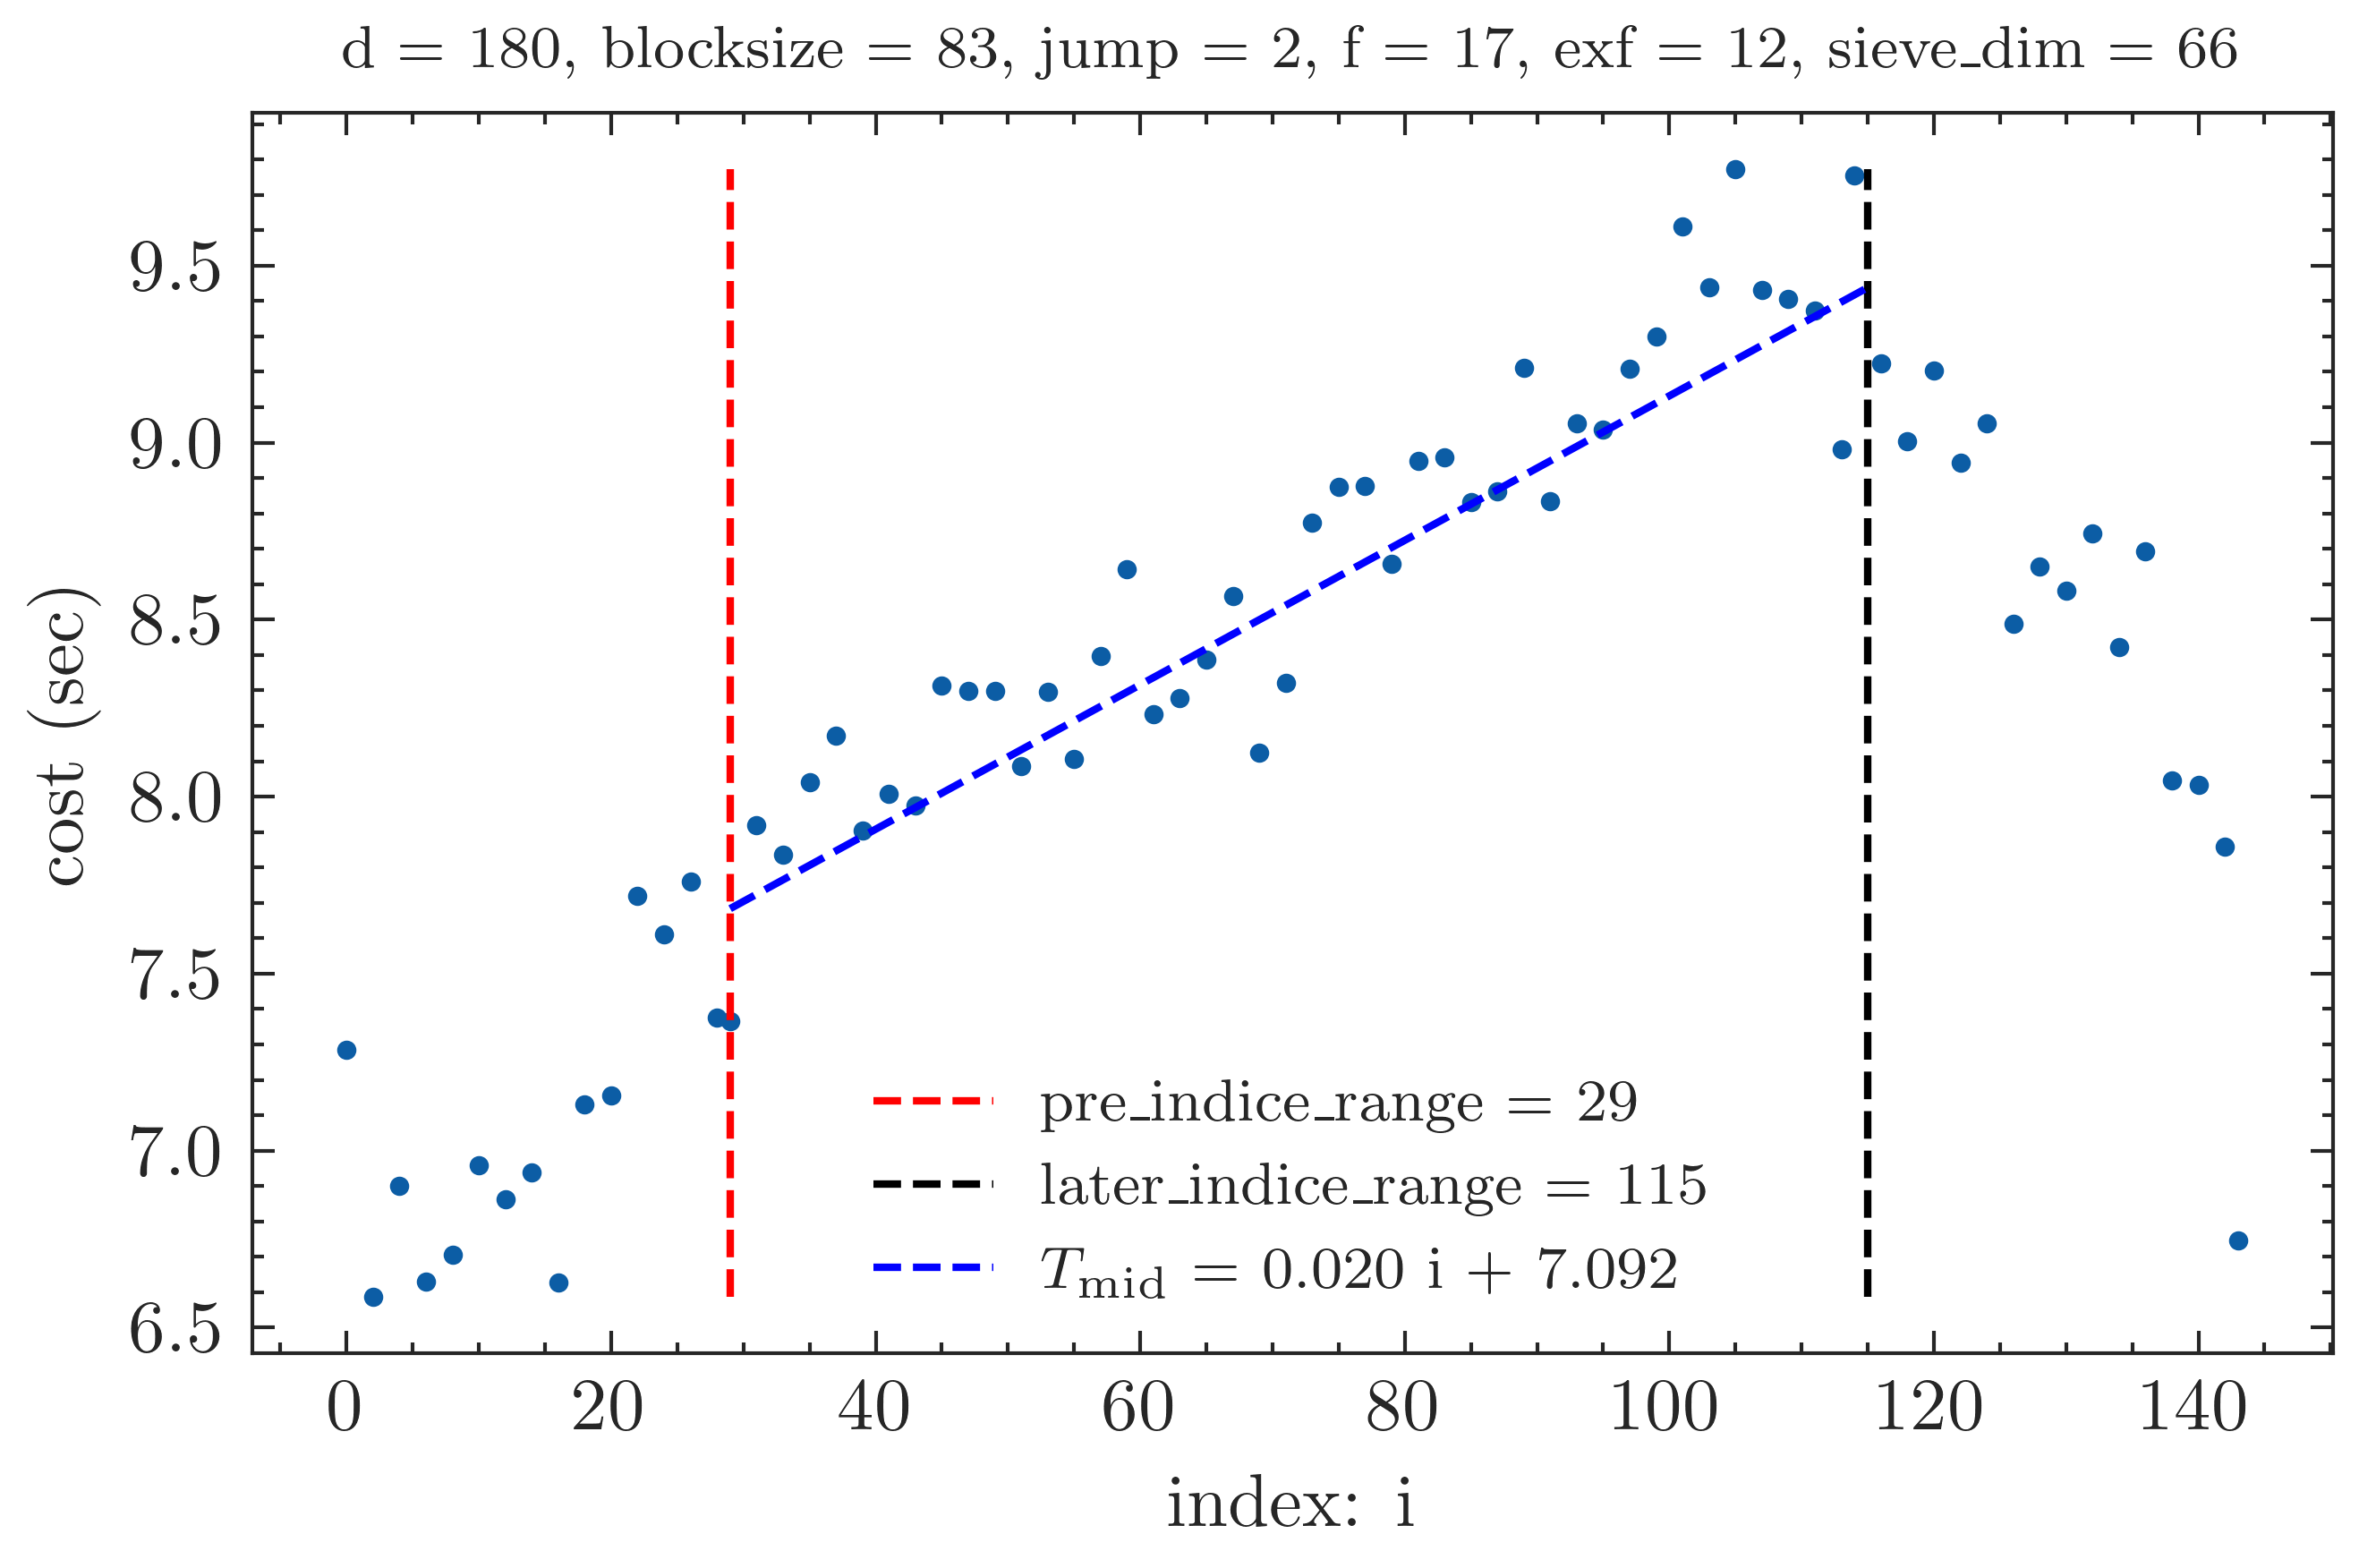 d = 180, blocksize = 83, jump = 2, f = 17, exf = 12, sieve_dim = 66
9.5
9.0
8.5
8.0
7.5
7.0
6.5
cost (sec)
pre_indice_range = 29
later_indice_range = 115
T_mid = 0.020 i + 7.092
0 20 40 60 80 100 120 140
index: i